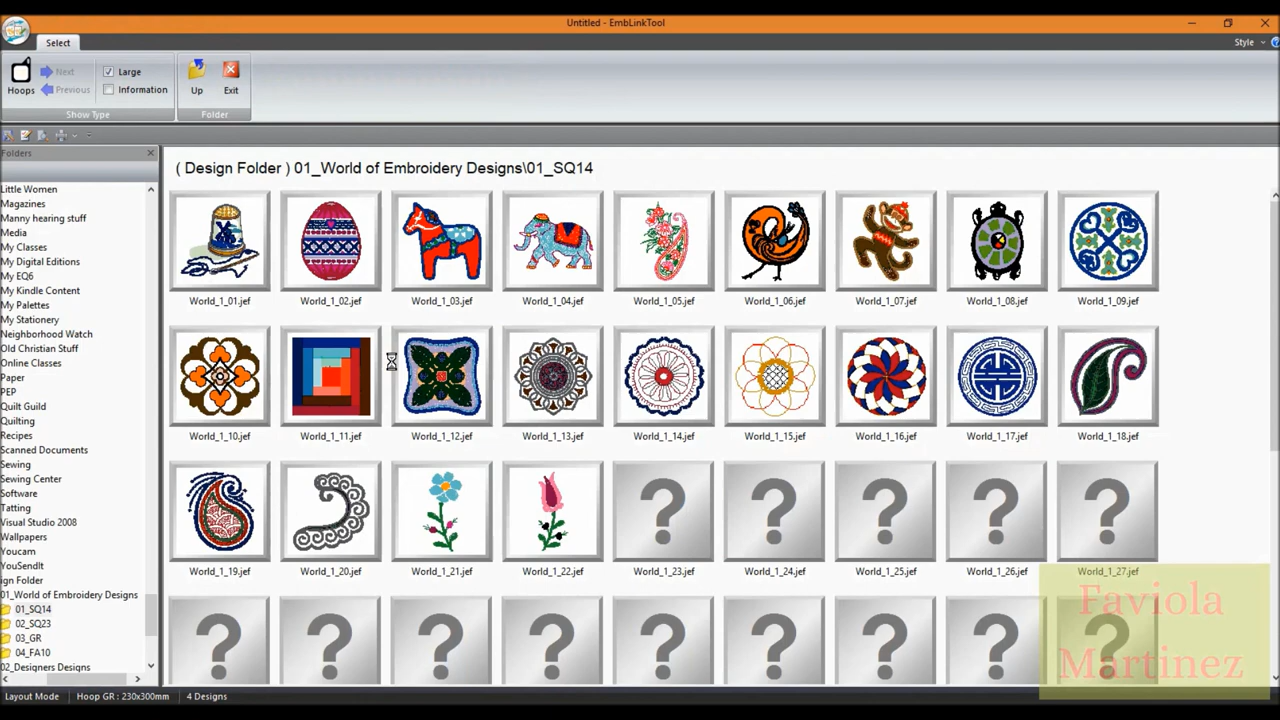 Untitled - EmbLinkTool
Select
Style
Hoops
Next
Previous
Large
Information
Up
Exit
Show Type
Folder
Folders
( Design Folder ) 01_World of Embroidery Designs\01_SQ14
Little Women
Magazines
Manny hearing stuff
Media
My Classes
My Digital Editions
My EQ6
My Kindle Content
My Palettes
My Stationery
Neighborhood Watch
Old Christian Stuff
Online Classes
Paper
PEP
Quilt Guild
Quilting
Recipes
Scanned Documents
Sewing
Sewing Center
Software
Tatting
Visual Studio 2008
Wallpapers
Youcam
YouSendIt
ign Folder
01_World of Embroidery Designs
01_SQ14
02_SQ23
03_GR
04_FA10
02_Designers Designs
World_1_01.jef World_1_02.jef World_1_03.jef World_1_04.jef World_1_05.jef World_1_06.jef World_1_07.jef World_1_08.jef World_1_09.jef
World_1_10.jef World_1_11.jef World_1_12.jef World_1_13.jef World_1_14.jef World_1_15.jef World_1_16.jef World_1_17.jef World_1_18.jef
World_1_19.jef World_1_20.jef World_1_21.jef World_1_22.jef World_1_23.jef World_1_24.jef World_1_25.jef World_1_26.jef World_1_27.jef
Faviola
Martinez
Layout Mode Hoop GR : 230x300mm 4 Designs